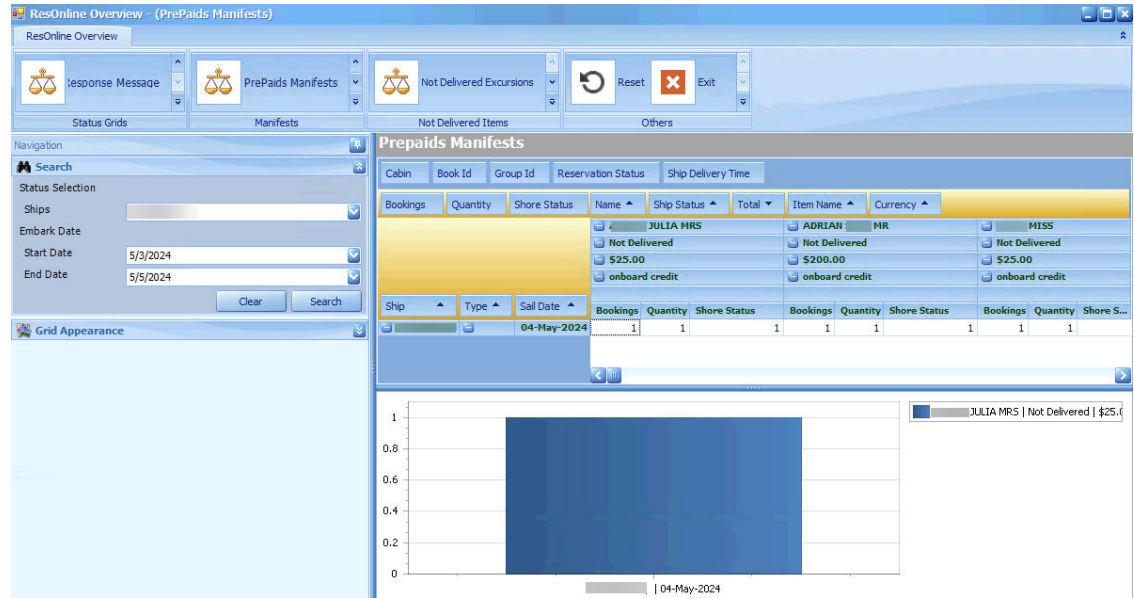 ResOnline Overview - (PrePaids Manifests)
ResOnline Overview
Response Message PrePaids Manifests Not Delivered Excursions Reset Exit
Status Grids Manifests Not Delivered Items Others
Navigation
Search
Status Selection
Ships
Embark Date
Start Date 5/3/2024
End Date 5/5/2024
Clear Search
Grid Appearance
Prepaids Manifests
Cabin Book Id Group Id Reservation Status Ship Delivery Time
Bookings Quantity Shore Status Name Ship Status Total Item Name Currency
JULIA MRS ADRIAN MR MISS
Not Delivered Not Delivered Not Delivered
$25.00 $200.00 $25.00
onboard credit onboard credit onboard credit
Ship Type Sail Date Bookings Quantity Shore Status Bookings Quantity Shore Status Bookings Quantity Shore S...
04-May-2024 1 1 1 1 1 1 1 1
1
0.8
0.6
0.4
0.2
0
| 04-May-2024
JULIA MRS | Not Delivered | $25.(